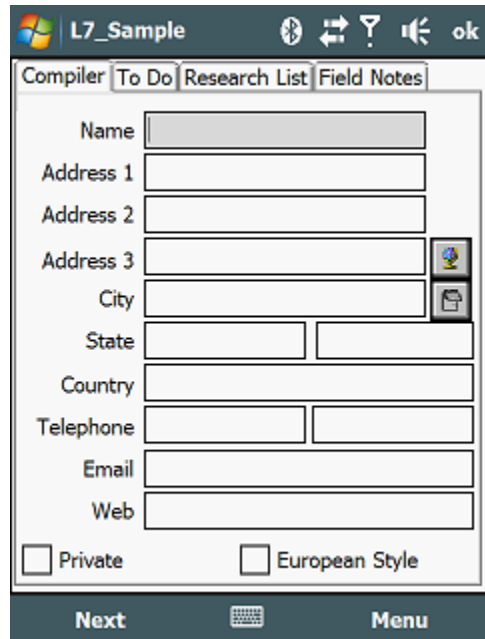 L7_Sample ok
Compiler To Do Research List Field Notes
Name
Address 1
Address 2
Address 3
City
State
Country
Telephone
Email
Web
Private European Style
Next Menu